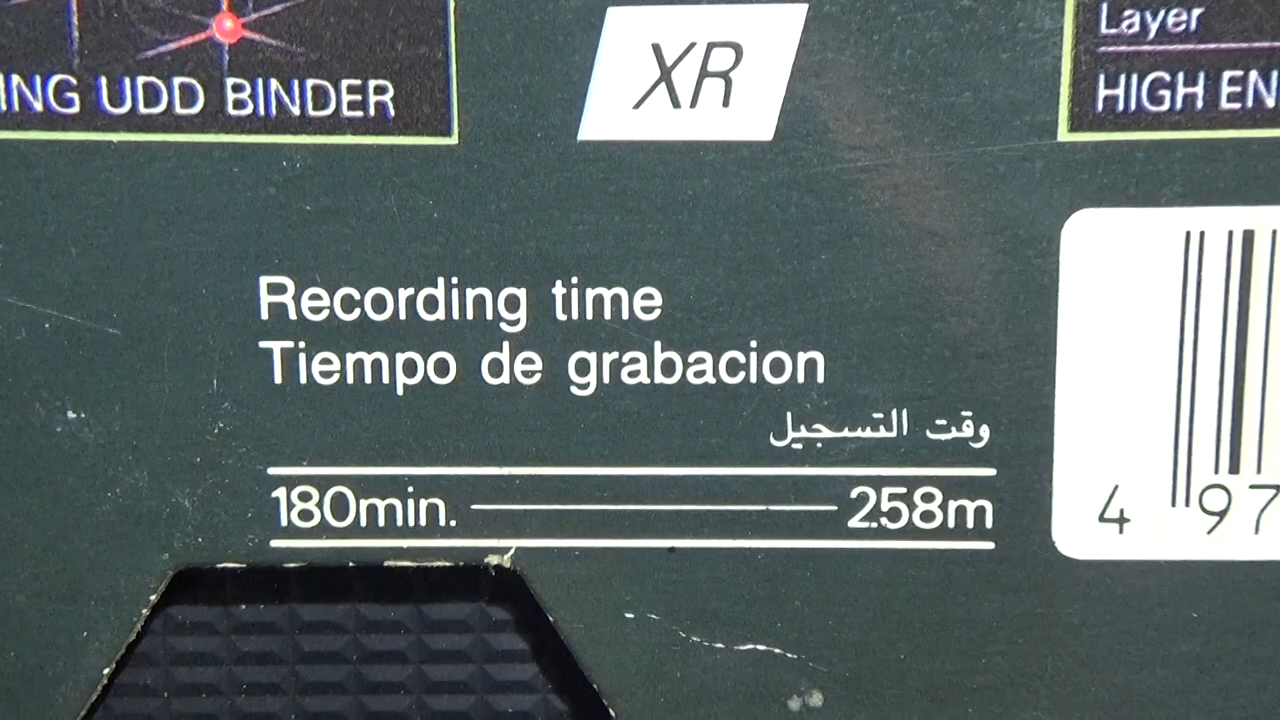 ING UDD BINDER
XR
Layer
HIGH EN
Recording time
Tiempo de grabacion
وقت التسجيل
180min. 258m
4 97